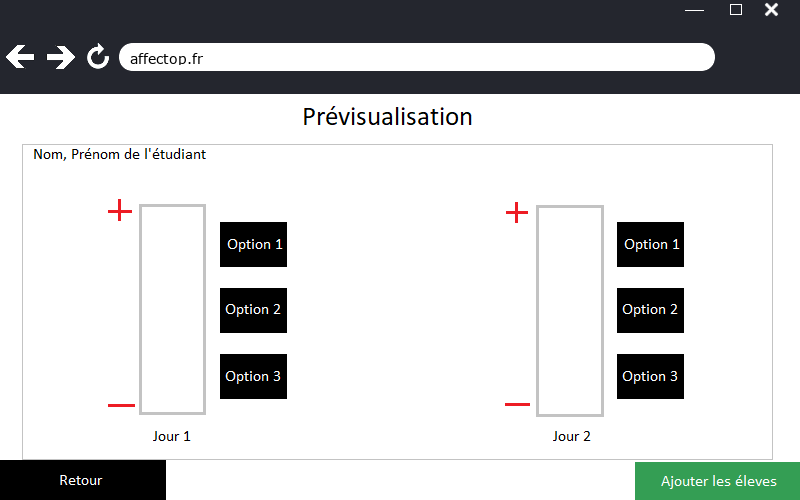 affectop.fr
Prévisualisation
Nom, Prénom de l'étudiant
Option 1
Option 2
Option 3
Jour 1
Option 1
Option 2
Option 3
Jour 2
Retour
Ajouter les éleves